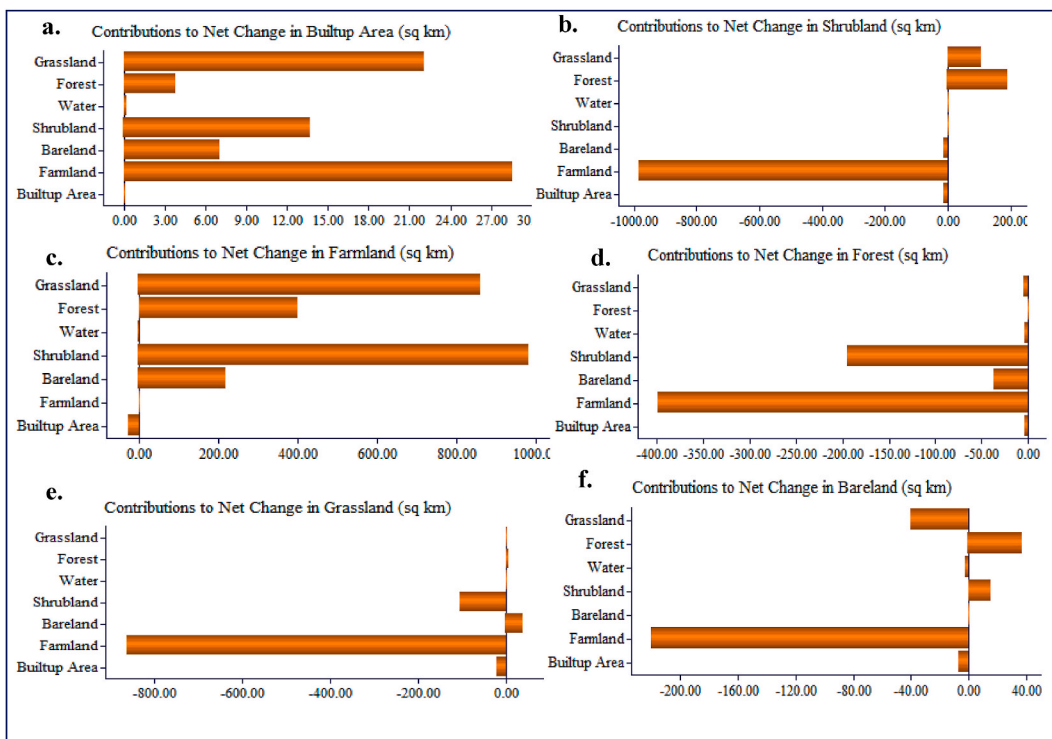 a.
Contributions to Net Change in Builtup Area (sq km)
Grassland
Forest
Water
Shrubland
Bareland
Farmland
Builtup Area
0.00 3.00 6.00 9.00 12.00 15.00 18.00 21.00 24.00 27.00 30
b.
Contributions to Net Change in Shrubland (sq km)
Grassland
Forest
Water
Shrubland
Bareland
Farmland
Builtup Area
-1000.00 -800.00 -600.00 -400.00 -200.00 0.00 200.00
c.
Contributions to Net Change in Farmland (sq km)
Grassland
Forest
Water
Shrubland
Bareland
Farmland
Builtup Area
0.00 200.00 400.00 600.00 800.00 1000.0
d.
Contributions to Net Change in Forest (sq km)
Grassland
Forest
Water
Shrubland
Bareland
Farmland
Builtup Area
-400.00 -350.00 -300.00 -250.00 -200.00 -150.00 -100.00 -50.00 0.00
e.
Contributions to Net Change in Grassland (sq km)
Grassland
Forest
Water
Shrubland
Bareland
Farmland
Builtup Area
-800.00 -600.00 -400.00 -200.00 0.00
f.
Contributions to Net Change in Bareland (sq km)
Grassland
Forest
Water
Shrubland
Bareland
Farmland
Builtup Area
-200.00 -160.00 -120.00 -80.00 -40.00 0.00 40.00